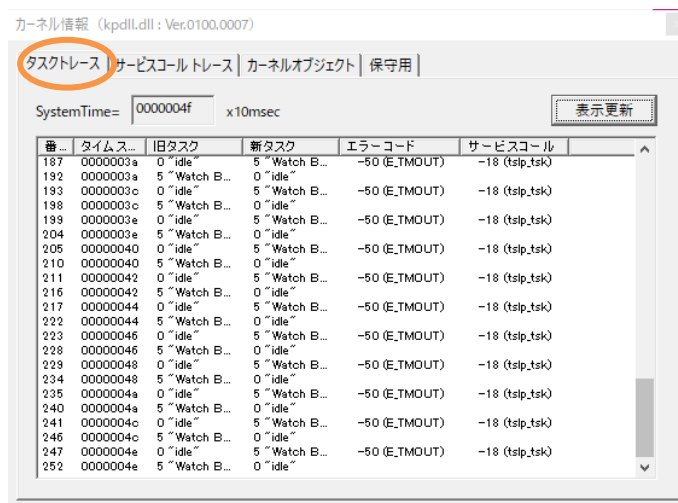 カーネル情報（kpdll.dll : Ver.0100.0007）
タスクトレース サービスコールトレース カーネルオブジェクト 保守用
SystemTime= 0000004f x10msec 表示更新
番... タイムス... 旧タスク 新タスク エラーコード サービスコール
187 0000003a 0 "idle" 5 "Watch B... -50 (E_TMOUT) -18 (tslp_tsk)
192 0000003a 5 "Watch B... 0 "idle"
193 0000003c 0 "idle" 5 "Watch B... -50 (E_TMOUT) -18 (tslp_tsk)
198 0000003c 5 "Watch B... 0 "idle"
199 0000003e 0 "idle" 5 "Watch B... -50 (E_TMOUT) -18 (tslp_tsk)
204 0000003e 5 "Watch B... 0 "idle"
205 00000040 0 "idle" 5 "Watch B... -50 (E_TMOUT) -18 (tslp_tsk)
210 00000040 5 "Watch B... 0 "idle"
211 00000042 0 "idle" 5 "Watch B... -50 (E_TMOUT) -18 (tslp_tsk)
216 00000042 5 "Watch B... 0 "idle"
217 00000044 0 "idle" 5 "Watch B... -50 (E_TMOUT) -18 (tslp_tsk)
222 00000044 5 "Watch B... 0 "idle"
223 00000046 0 "idle" 5 "Watch B... -50 (E_TMOUT) -18 (tslp_tsk)
228 00000046 5 "Watch B... 0 "idle"
229 00000048 0 "idle" 5 "Watch B... -50 (E_TMOUT) -18 (tslp_tsk)
234 00000048 5 "Watch B... 0 "idle"
235 0000004a 0 "idle" 5 "Watch B... -50 (E_TMOUT) -18 (tslp_tsk)
240 0000004a 5 "Watch B... 0 "idle"
241 0000004c 0 "idle" 5 "Watch B... -50 (E_TMOUT) -18 (tslp_tsk)
246 0000004c 5 "Watch B... 0 "idle"
247 0000004e 0 "idle" 5 "Watch B... -50 (E_TMOUT) -18 (tslp_tsk)
252 0000004e 5 "Watch B... 0 "idle"